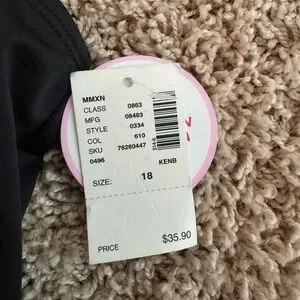 MMXN
CLASS 0863
MFG 08483
STYLE 0334
COL 610
SKU 76260447
0496 KENB
SIZE: 18
PRICE $35.90